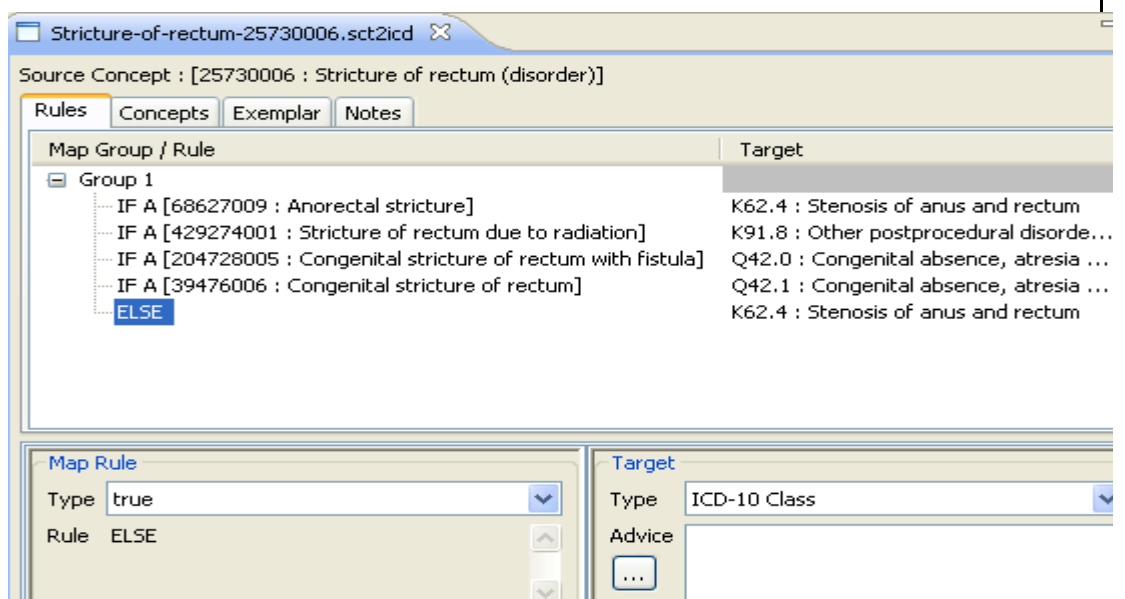 Stricture-of-rectum-25730006.sct2icd
Source Concept : [25730006 : Stricture of rectum (disorder)]
Rules Concepts Exemplar Notes
Map Group / Rule Target
Group 1
IF A [68627009 : Anorectal stricture] K62.4 : Stenosis of anus and rectum
IF A [429274001 : Stricture of rectum due to radiation] K91.8 : Other postprocedural disorde...
IF A [204728005 : Congenital stricture of rectum with fistula] Q42.0 : Congenital absence, atresia ...
IF A [39476006 : Congenital stricture of rectum] Q42.1 : Congenital absence, atresia ...
ELSE K62.4 : Stenosis of anus and rectum
Map Rule Target
Type true Type ICD-10 Class
Rule ELSE Advice
...